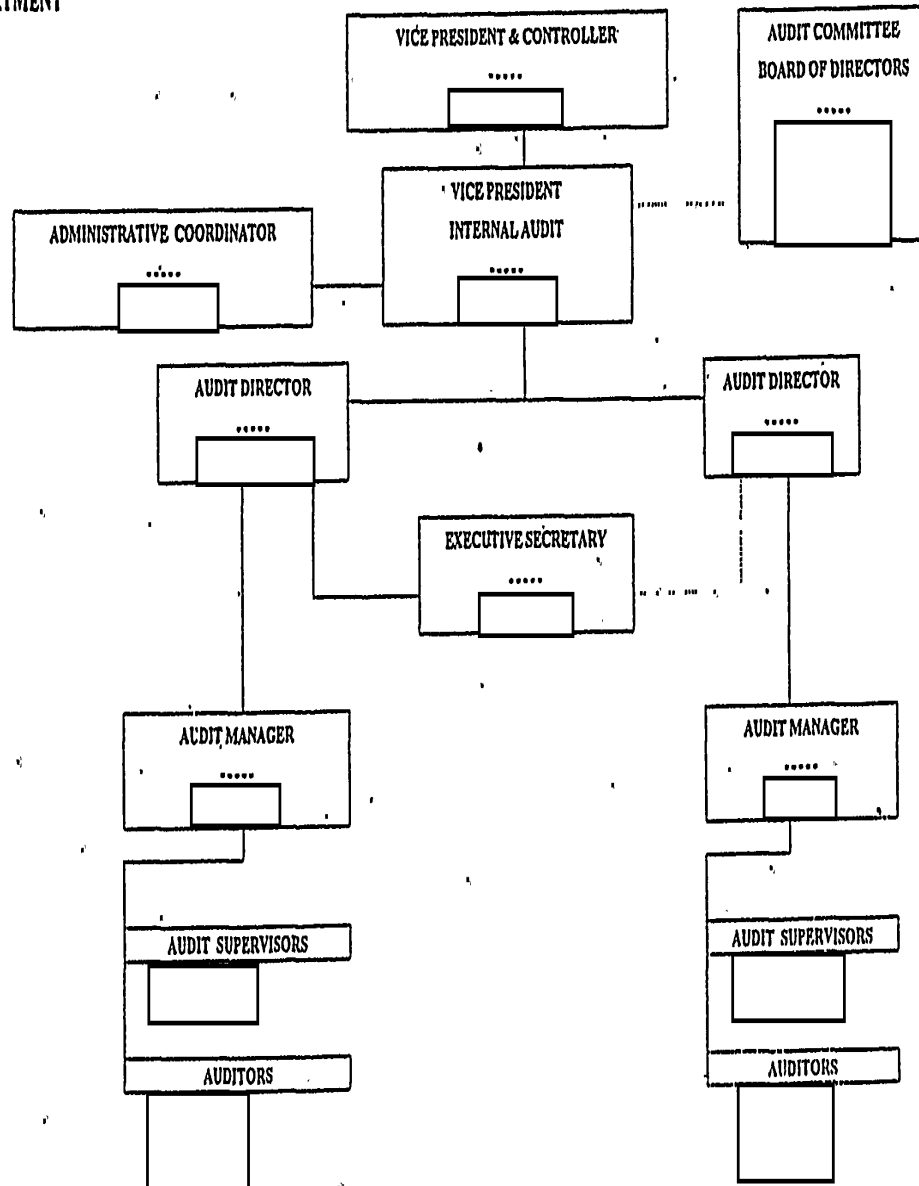 VICE PRESIDENT & CONTROLLER
*****
AUDIT COMMITTEE
BOARD OF DIRECTORS
*****
VICE PRESIDENT
INTERNAL AUDIT
*****
ADMINISTRATIVE COORDINATOR
*****
AUDIT DIRECTOR
*****
AUDIT DIRECTOR
*****
EXECUTIVE SECRETARY
*****
AUDIT MANAGER
*****
AUDIT MANAGER
*****
AUDIT SUPERVISORS
AUDIT SUPERVISORS
AUDITORS
AUDITORS